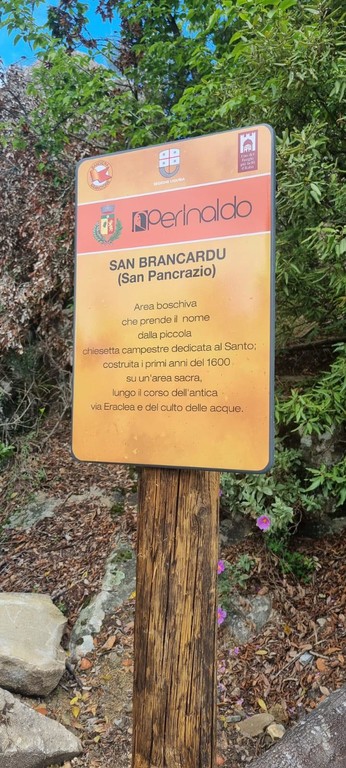 Perinaldo
SAN BRANCARDU
(San Pancrazio)
Area boschiva
che prende il nome
dalla piccola
chiesetta campestre dedicata al Santo;
costruita i primi anni del 1600
su un'area sacra,
lungo il corso dell'antica
via Eraclea e del culto delle acque.